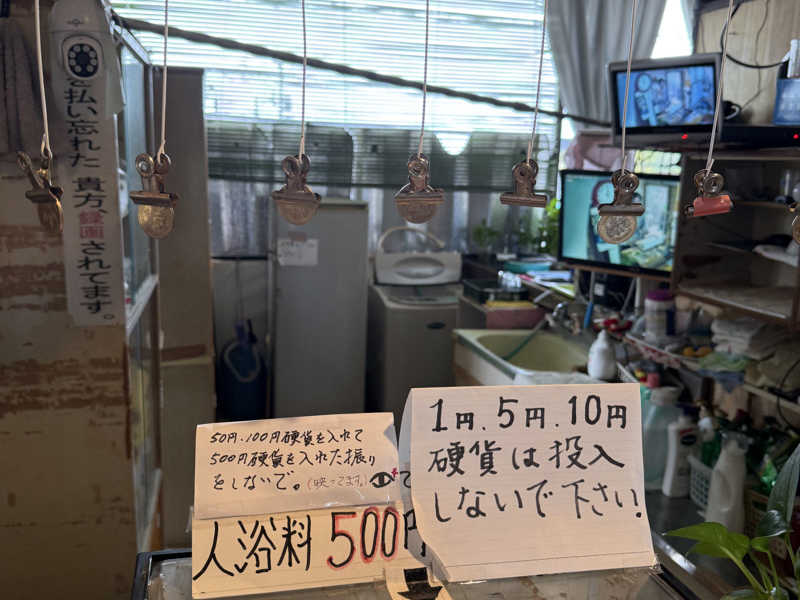 を払い忘れた 貴方、録画されてます。
50円・100円硬貨を入れて
500円硬貨を入れた振り
をしないで。(映ってます。)
て
入浴料 500円
1円.5円.10円
硬貨は投入
しないで下さい!